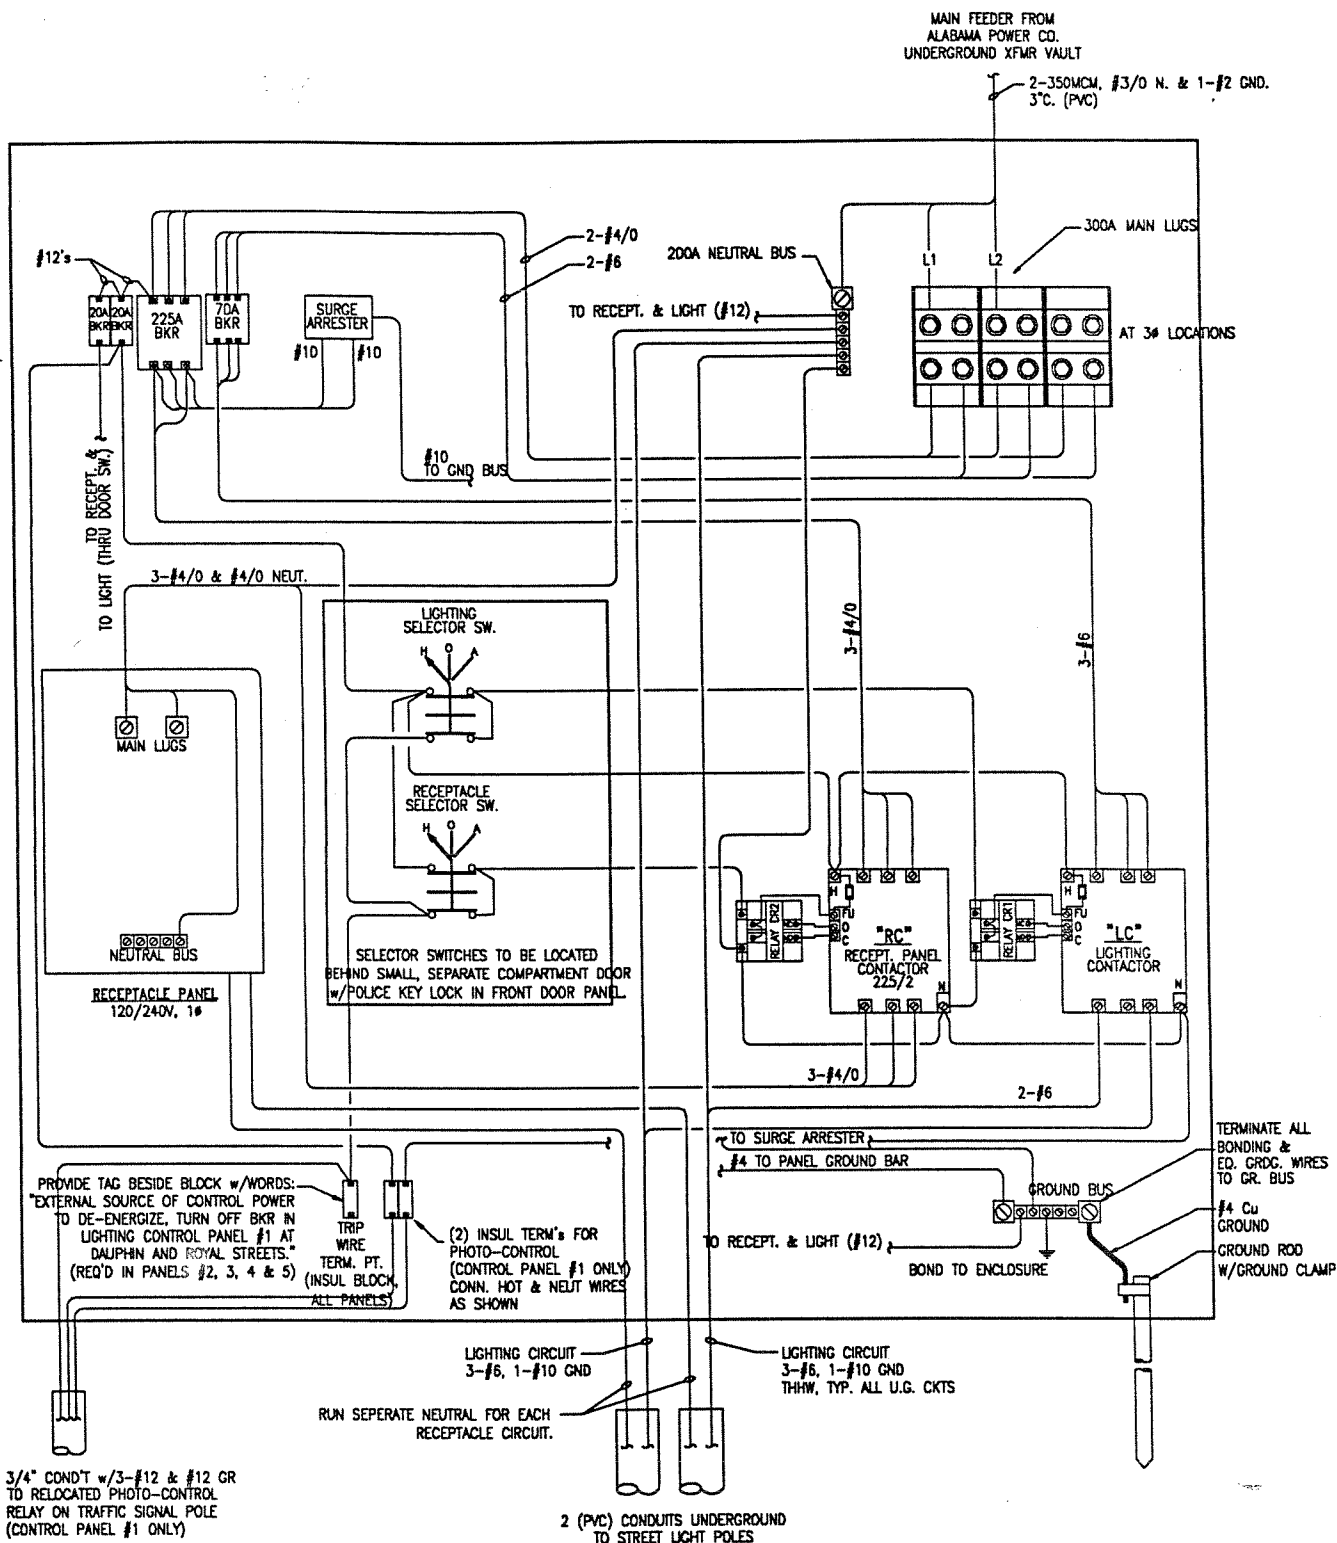 MAIN FEEDER FROM
ALABAMA POWER CO.
UNDERGROUND XFMR VAULT
2-350MCM, #3/0 N. & 1-#2 GND.
3"C. (PVC)
300A MAIN LUGS
L1
L2
200A NEUTRAL BUS
AT 3ø LOCATIONS
TO RECEPT. & LIGHT (#12)
2-#4/0
2-#6
#12's
20A
BKR
20A
BKR
225A
BKR
70A
BKR
SURGE
ARRESTER
#10
#10
#10
TO GND BUS
TO RECEPT. &
TO LIGHT (THRU DOOR SW.)
3-#4/0 & #4/0 NEUT.
3-#4/0
3-#6
LIGHTING
SELECTOR SW.
H
O
A
RECEPTACLE
SELECTOR SW.
H
O
A
SELECTOR SWITCHES TO BE LOCATED
BEHIND SMALL, SEPARATE COMPARTMENT DOOR
w/POLICE KEY LOCK IN FRONT DOOR PANEL.
MAIN LUGS
NEUTRAL BUS
RECEPTACLE PANEL
120/240V, 1ø
RELAY CR2
H
FU
O
C
"RC"
RECEPT. PANEL
CONTACTOR
225/2
N
RELAY CR1
H
FU
O
C
"LC"
LIGHTING
CONTACTOR
N
3-#4/0
2-#6
TO SURGE ARRESTER
#4 TO PANEL GROUND BAR
GROUND BUS
TERMINATE ALL
BONDING &
EQ. GRDG. WIRES
TO GR. BUS
#4 Cu
GROUND
GROUND ROD
W/GROUND CLAMP
TO RECEPT. & LIGHT (#12)
BOND TO ENCLOSURE
PROVIDE TAG BESIDE BLOCK w/WORDS:
"EXTERNAL SOURCE OF CONTROL POWER
TO DE-ENERGIZE, TURN OFF BKR IN
LIGHTING CONTROL PANEL #1 AT
DAUPHIN AND ROYAL STREETS."
(REQ'D IN PANELS #2, 3, 4 & 5)
TRIP
WIRE
TERM. PT.
(INSUL BLOCK,
ALL PANELS)
(2) INSUL TERM's FOR
PHOTO-CONTROL
(CONTROL PANEL #1 ONLY)
CONN. HOT & NEUT WIRES
AS SHOWN
LIGHTING CIRCUIT
3-#6, 1-#10 GND
LIGHTING CIRCUIT
3-#6, 1-#10 GND
THHW, TYP. ALL U.G. CKTS
RUN SEPERATE NEUTRAL FOR EACH
RECEPTACLE CIRCUIT.
3/4" COND'T w/3-#12 & #12 GR
TO RELOCATED PHOTO-CONTROL
RELAY ON TRAFFIC SIGNAL POLE
(CONTROL PANEL #1 ONLY)
2 (PVC) CONDUITS UNDERGROUND
TO STREET LIGHT POLES